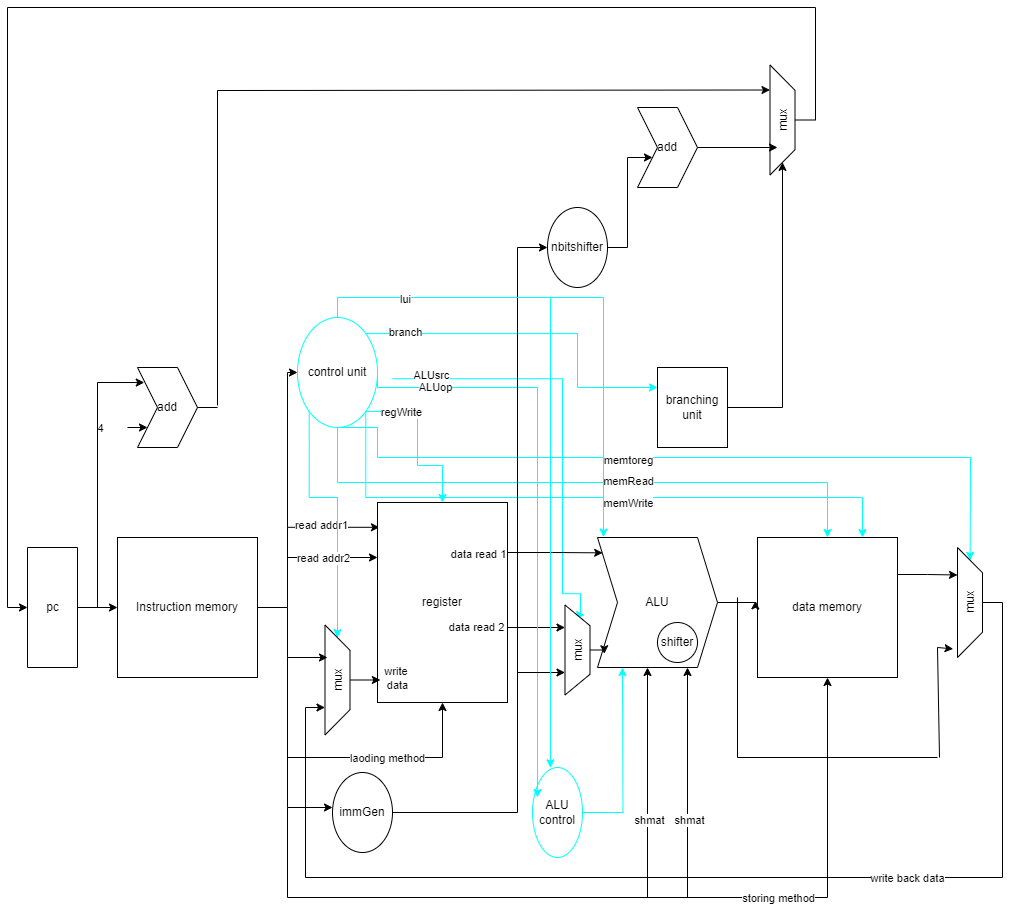 mux
add
nbitshifter
lui
branch
control unit
ALUsrc
ALUop
regWrite
branching
unit
add
4
memtoreg
memRead
memWrite
read addr1
read addr2
data read 1
pc
Instruction memory
register
ALU
data memory
mux
data read 2
shifter
mux
mux
write
data
laoding method
immGen
ALU
control
shmat
shmat
write back data
storing method